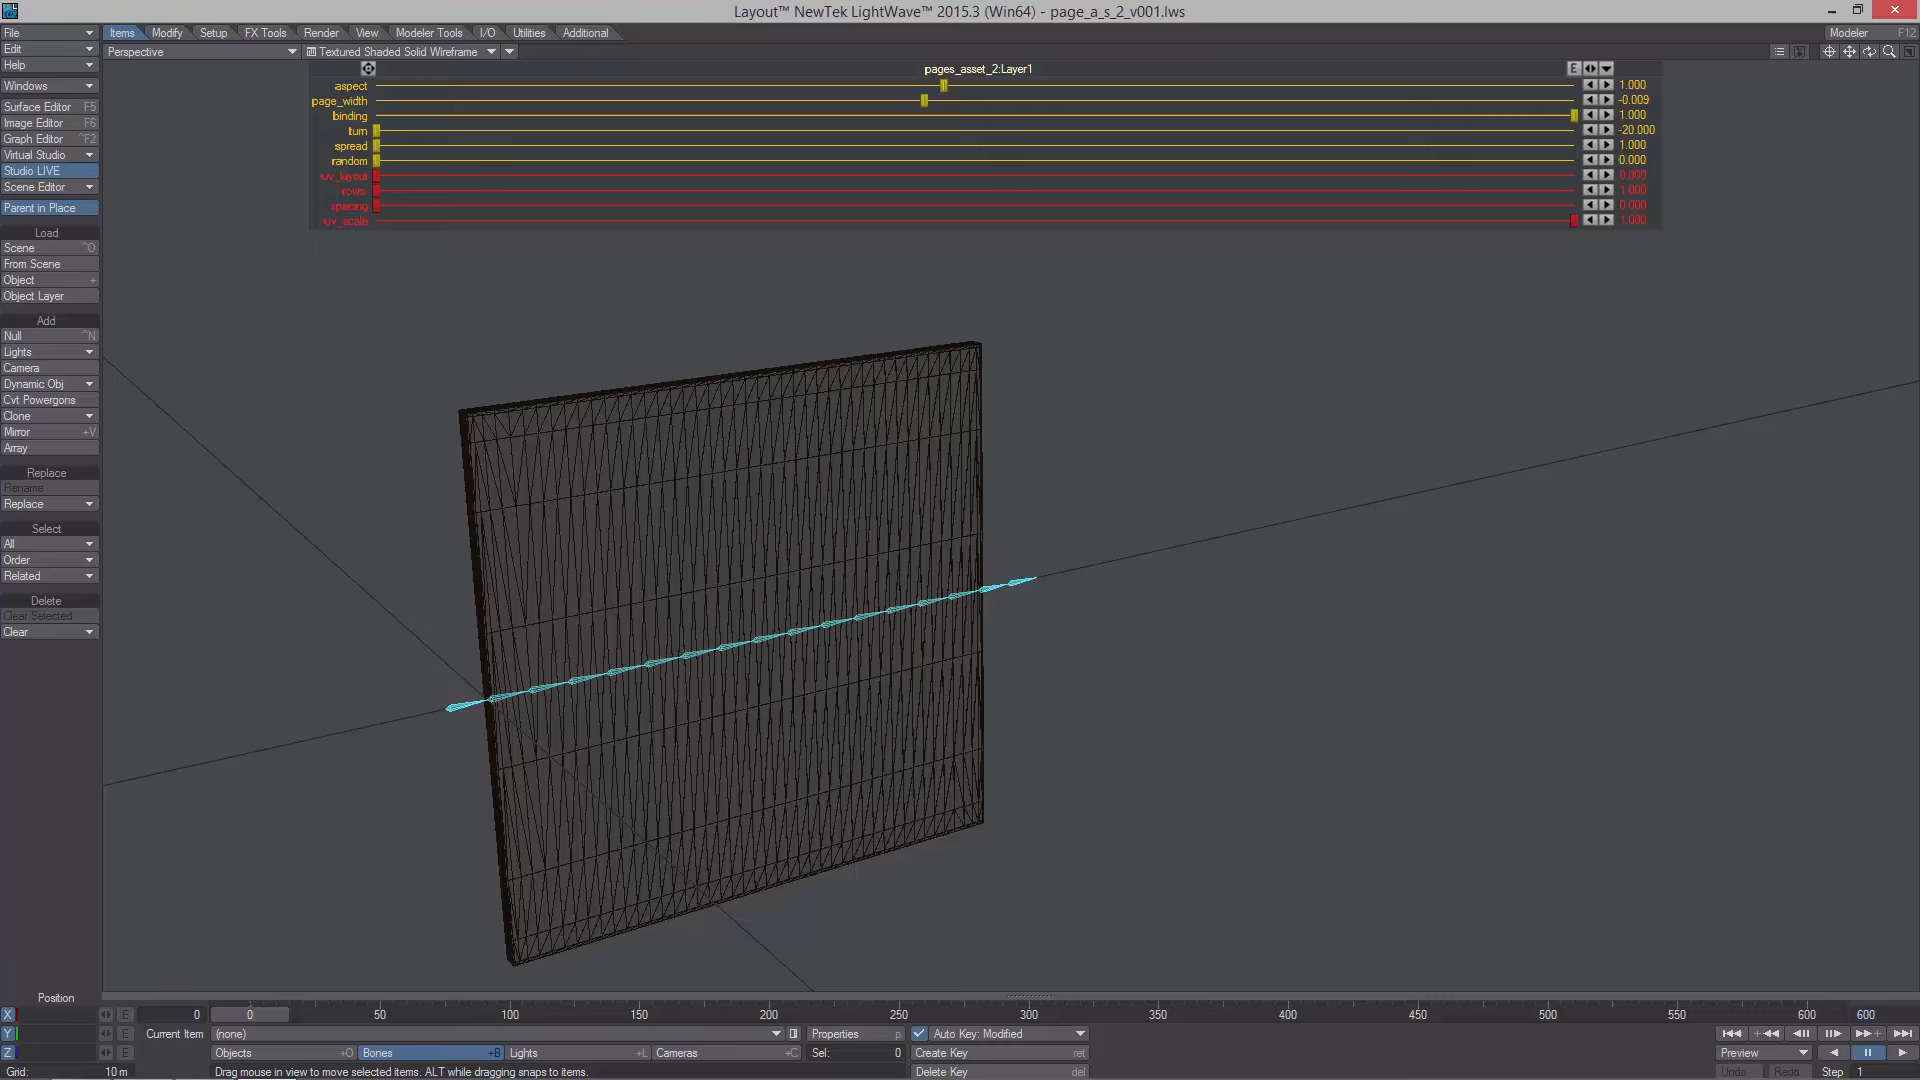 Layout™ NewTek LightWave™ 2015.3 (Win64) - page_a_s_2_v001.lws
File Items Modify Setup FX Tools Render View Modeler Tools I/O Utilities Additional Modeler F12
Edit Perspective Textured Shaded Solid Wireframe
Help
pages_asset_2:Layer1 E
Windows
aspect 1.000
page_width -0.009
Surface Editor F5
binding 1.000
Image Editor F6
turn -20.000
Graph Editor ^F2
spread 1.000
Virtual Studio
random 0.000
Studio LIVE
uv_layout 0.000
Scene Editor
rows 1.000
Parent in Place
spacing 0.000
uv_scale 1.000
Load
Scene ^O
From Scene
Object +
Object Layer
Add
Null ^N
Lights
Camera
Dynamic Obj
Cvt Powergons
Clone
Mirror +V
Array
Replace
Rename
Replace
Select
All
Order
Related
Delete
Clear Selected
Clear
Position
X E 0 0 50 100 150 200 250 300 350 400 450 500 550 600 600
Y E Current Item (none) Properties p Auto Key: Modified
Z E Objects +O Bones +B Lights +L Cameras +C Sel: 0 Create Key ret Preview
Grid: 10 m Drag mouse in view to move selected items. ALT while dragging snaps to items. Delete Key del Undo Redo Step 1